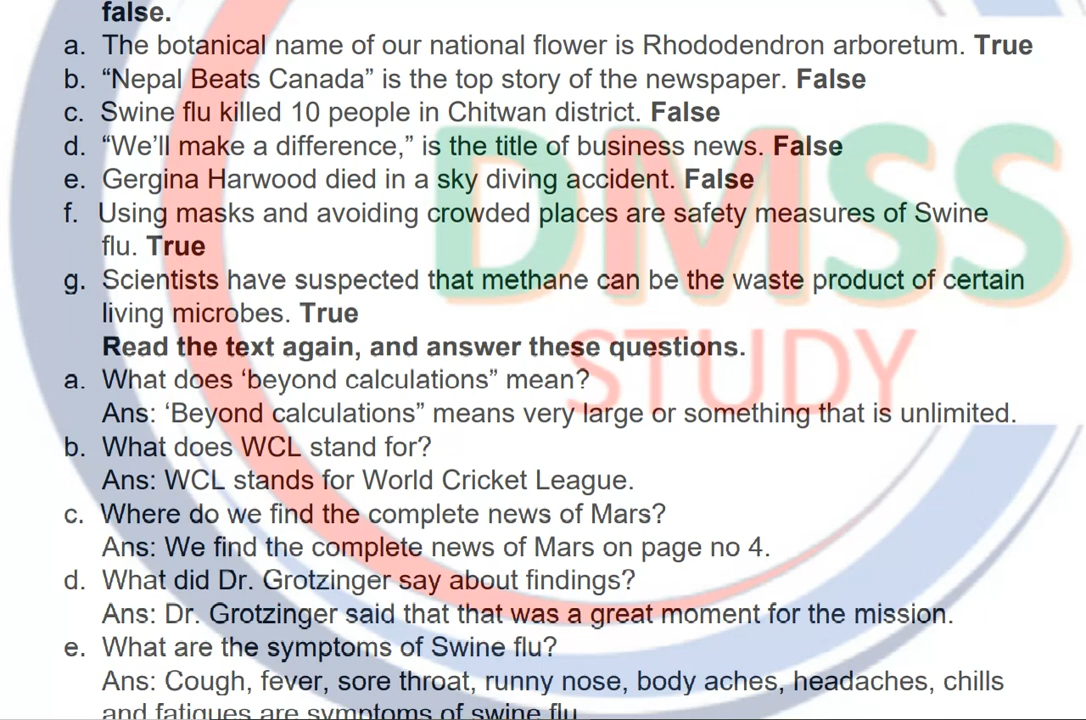 false.
a. The botanical name of our national flower is Rhododendron arboretum. True
b. “Nepal Beats Canada” is the top story of the newspaper. False
c. Swine flu killed 10 people in Chitwan district. False
d. “We’ll make a difference,” is the title of business news. False
e. Gergina Harwood died in a sky diving accident. False
f. Using masks and avoiding crowded places are safety measures of Swine
flu. True
g. Scientists have suspected that methane can be the waste product of certain
living microbes. True
Read the text again, and answer these questions.
a. What does ‘beyond calculations” mean?
Ans: ‘Beyond calculations” means very large or something that is unlimited.
b. What does WCL stand for?
Ans: WCL stands for World Cricket League.
c. Where do we find the complete news of Mars?
Ans: We find the complete news of Mars on page no 4.
d. What did Dr. Grotzinger say about findings?
Ans: Dr. Grotzinger said that that was a great moment for the mission.
e. What are the symptoms of Swine flu?
Ans: Cough, fever, sore throat, runny nose, body aches, headaches, chills
and fatigues are symptoms of swine flu
DMSS
STUDY